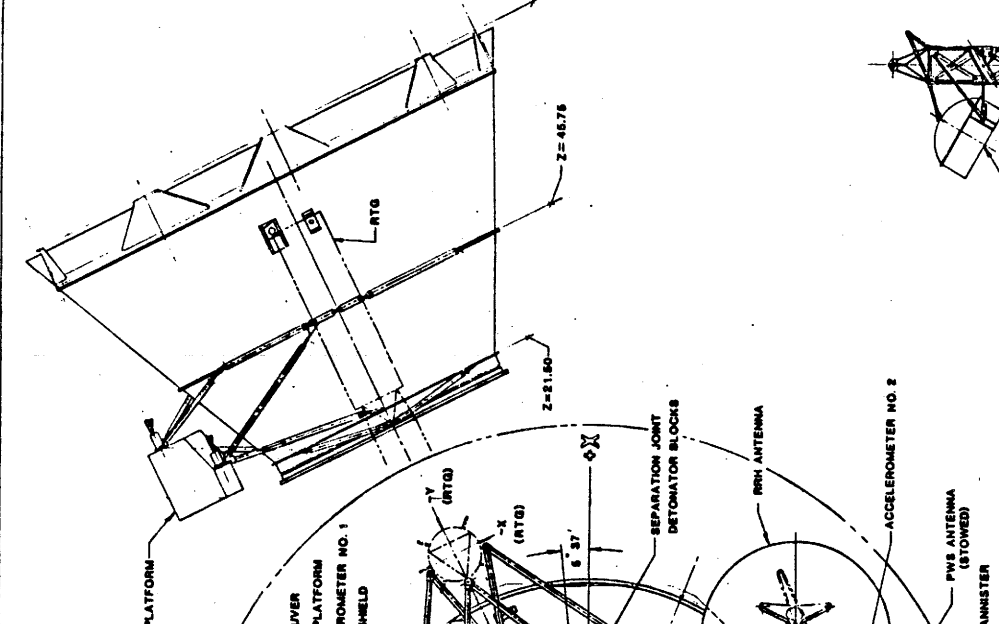 Z=45.75
RTG
Z=21.50
+X
-Y
(RTG)
-X
(RTG)
6° 37'
PLATFORM
UVER
PLATFORM
ROMETER NO. 1
HIELD
SEPARATION JOINT
DETONATOR BLOCKS
RRH ANTENNA
ACCELEROMETER NO. 2
PWS ANTENNA
(STOWED)
ANNISTER